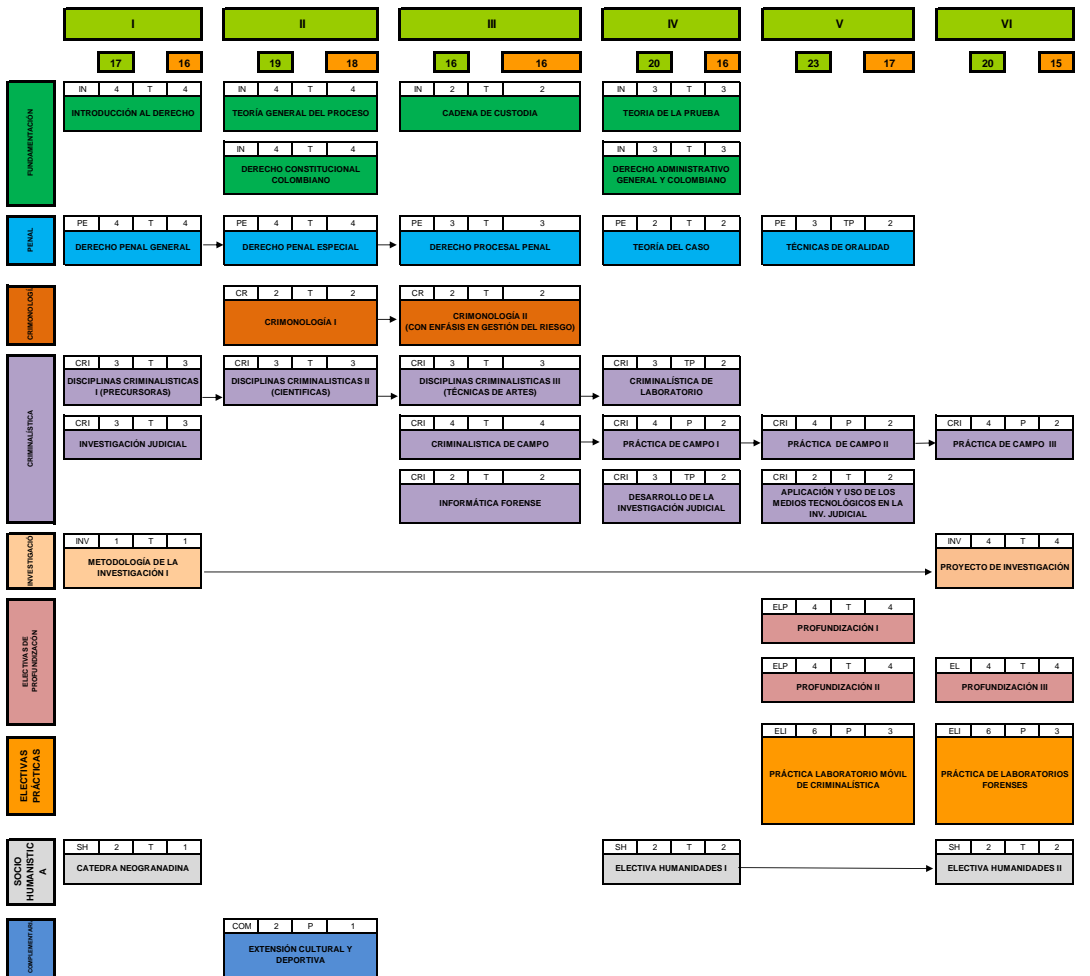 I II III IV V VI
17 16 19 18 16 16 20 16 23 17 20 15
FUNDAMENTACIÓN
IN 4 T 4 IN 4 T 4 IN 2 T 2 IN 3 T 3
INTRODUCCIÓN AL DERECHO TEORÍA GENERAL DEL PROCESO CADENA DE CUSTODIA TEORIA DE LA PRUEBA
IN 4 T 4 IN 3 T 3
DERECHO CONSTITUCIONAL DERECHO ADMINISTRATIVO
COLOMBIANO GENERAL Y COLOMBIANO
PENAL
PE 4 T 4 PE 4 T 4 PE 3 T 3 PE 2 T 2 PE 3 TP 2
DERECHO PENAL GENERAL DERECHO PENAL ESPECIAL DERECHO PROCESAL PENAL TEORÍA DEL CASO TÉCNICAS DE ORALIDAD
CRIMONOLOGÍ
CR 2 T 2 CR 2 T 2
CRIMONOLOGÍA I CRIMONOLOGÍA II
(CON ENFÁSIS EN GESTIÓN DEL RIESGO)
CRIMINALÍSTICA
CRI 3 T 3 CRI 3 T 3 CRI 3 T 3 CRI 3 TP 2
DISCIPLINAS CRIMINALISTICAS DISCIPLINAS CRIMINALISTICAS II DISCIPLINAS CRIMINALISTICAS III CRIMINALÍSTICA DE
I (PRECURSORAS) (CIENTIFICAS) (TÉCNICAS DE ARTES) LABORATORIO
CRI 3 T 3 CRI 4 T 4 CRI 4 P 2 CRI 4 P 2 CRI 4 P 2
INVESTIGACIÓN JUDICIAL CRIMINALISTICA DE CAMPO PRÁCTICA DE CAMPO I PRÁCTICA DE CAMPO II PRÁCTICA DE CAMPO III
CRI 2 T 2 CRI 3 TP 2 CRI 2 T 2
INFORMÁTICA FORENSE DESARROLLO DE LA INVESTIGACIÓN JUDICIAL APLICACIÓN Y USO DE LOS
MEDIOS TECNOLÓGICOS EN LA
INV. JUDICIAL
INVESTIGACIÓ
INV 1 T 1 INV 4 T 4
METODOLOGÍA DE LA
INVESTIGACIÓN I PROYECTO DE INVESTIGACIÓN
ELECTIVAS DE
PROFUNDIZACÓN
ELP 4 T 4
PROFUNDIZACIÓN I
ELP 4 T 4 EL 4 T 4
PROFUNDIZACIÓN II PROFUNDIZACIÓN III
ELECTIVAS
PRÁCTICAS
ELI 6 P 3 ELI 6 P 3
PRÁCTICA LABORATORIO MÓVIL PRÁCTICA DE LABORATORIOS
DE CRIMINALÍSTICA FORENSES
SOCIO
HUMANISTIC
A
SH 2 T 1 SH 2 T 2 SH 2 T 2
CATEDRA NEOGRANADINA ELECTIVA HUMANIDADES I ELECTIVA HUMANIDADES II
COMPLEMENTARI
COM 2 P 1
EXTENSIÓN CULTURAL Y
DEPORTIVA